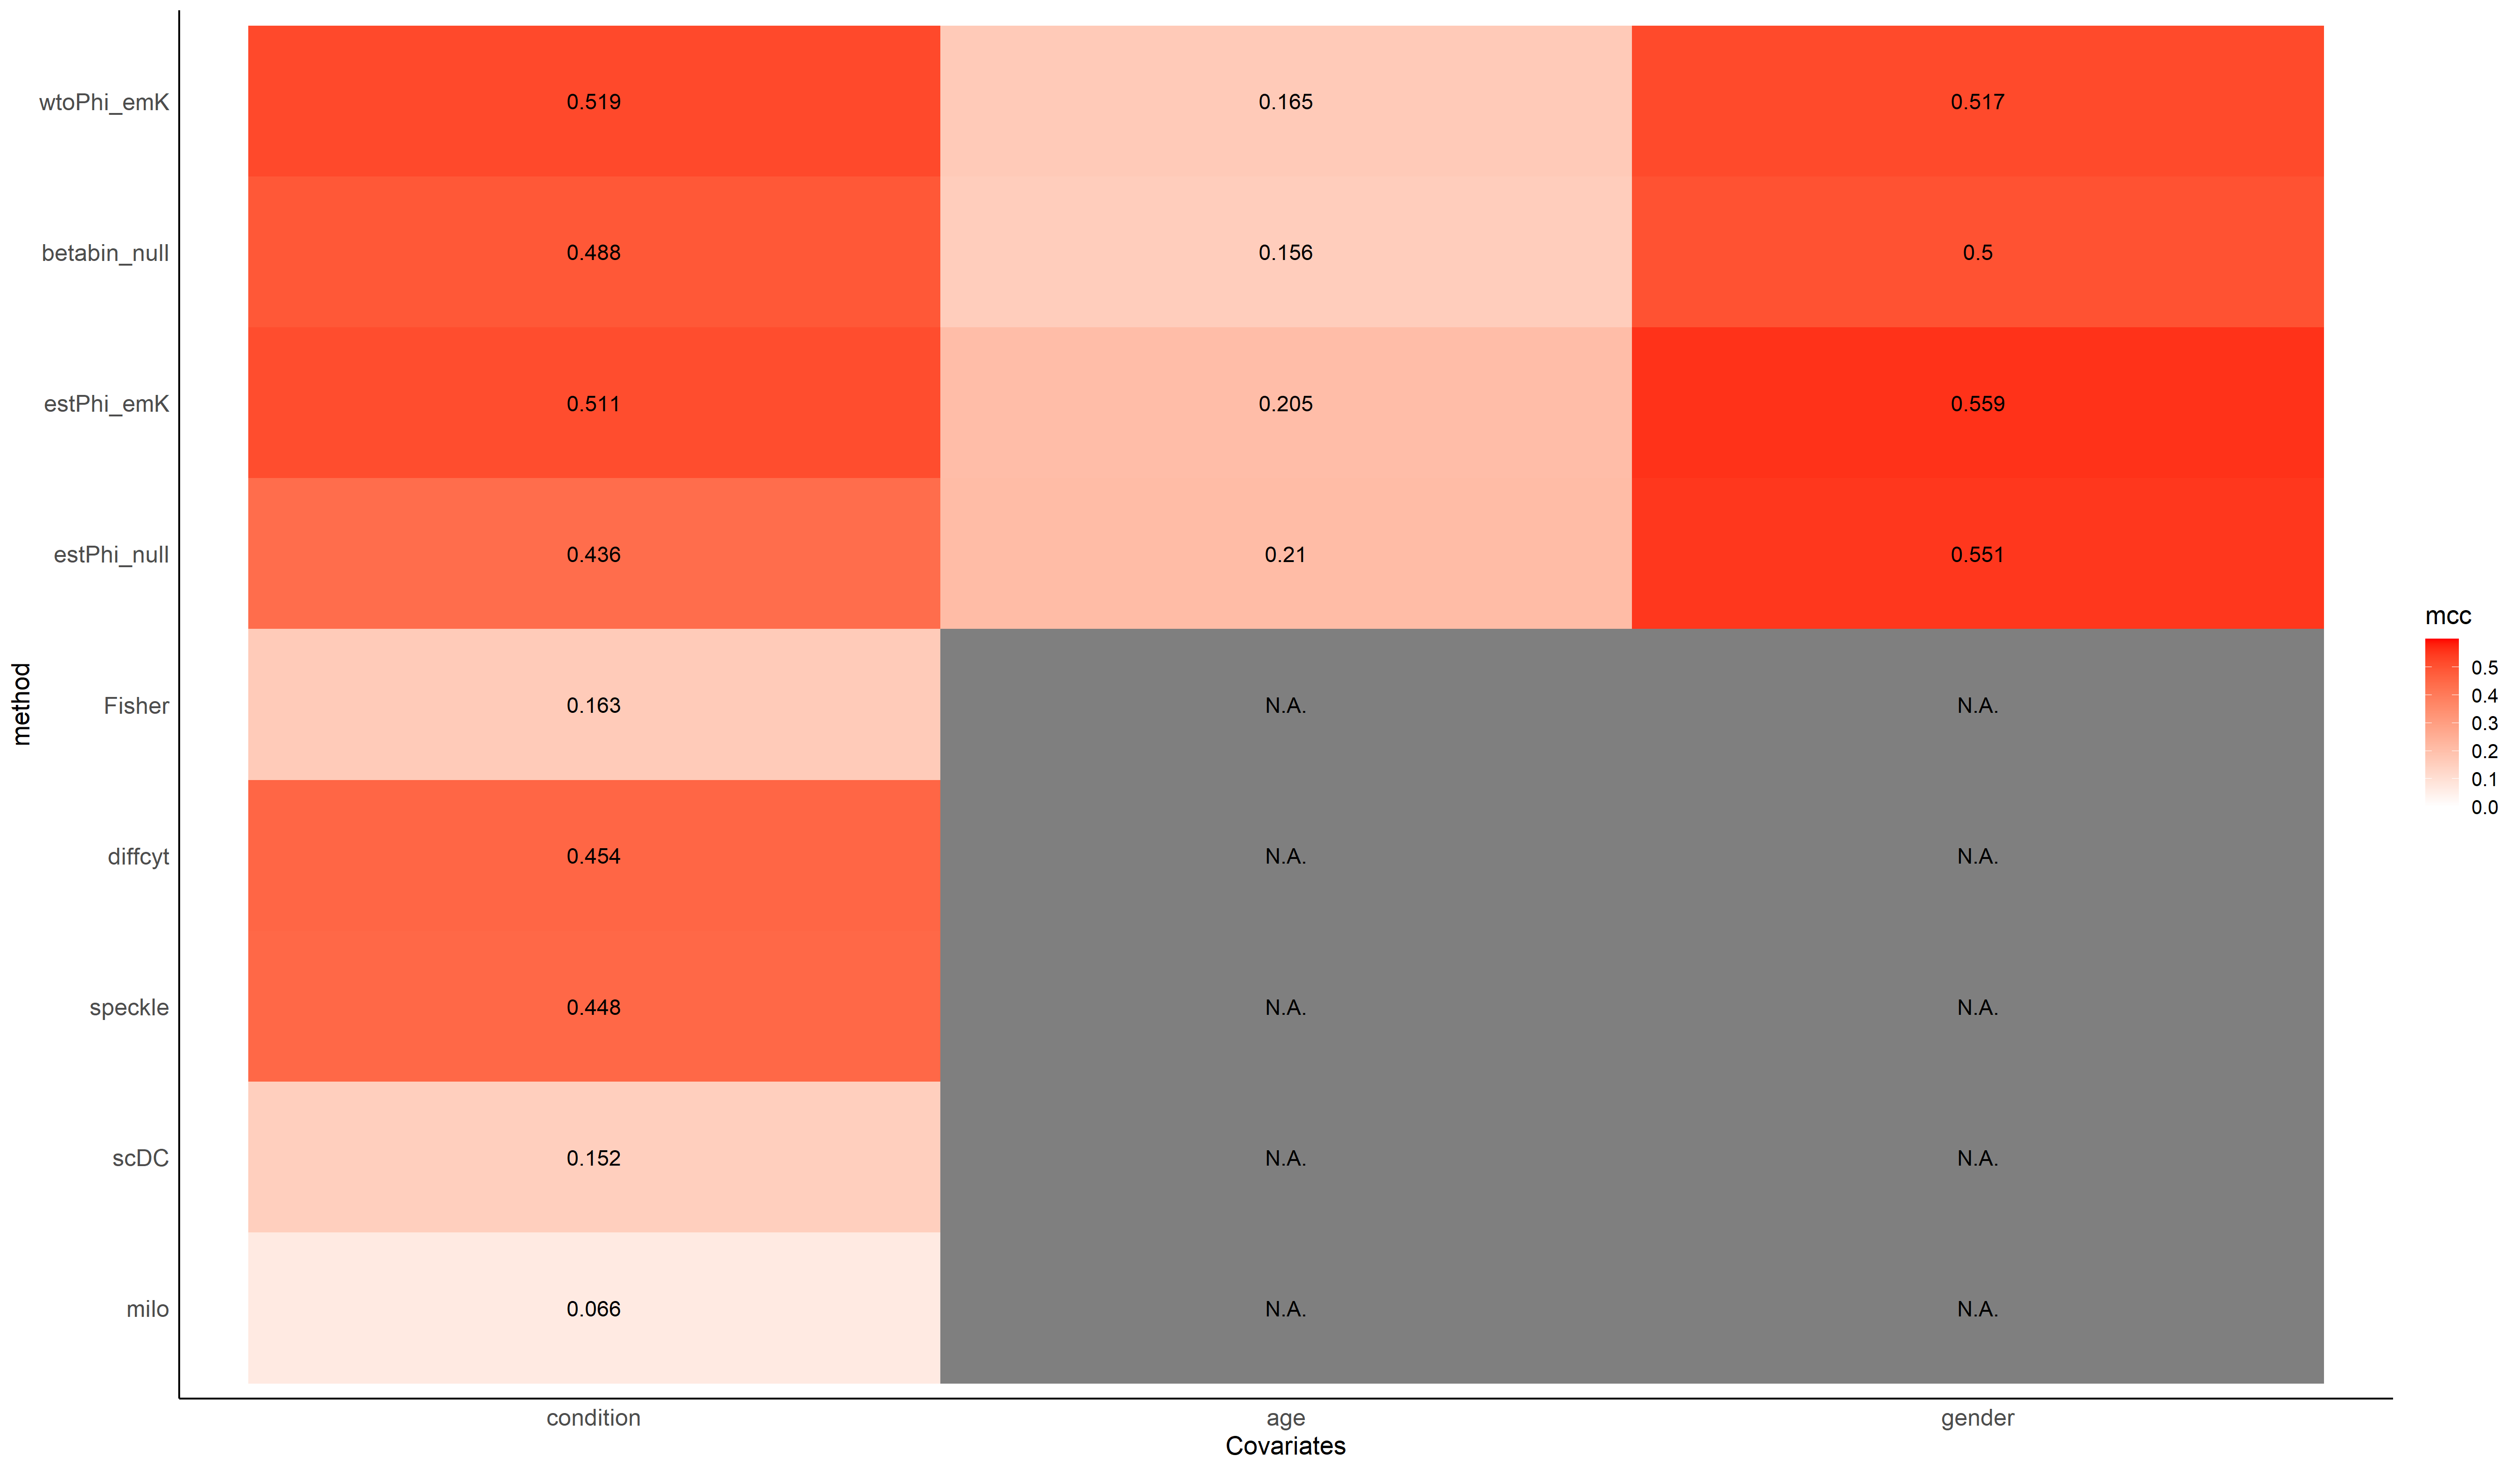 wtoPhi_emK 0.519 0.165 0.517
betabin_null 0.488 0.156 0.5
estPhi_emK 0.511 0.205 0.559
estPhi_null 0.436 0.21 0.551
Fisher 0.163 N.A. N.A.
diffcyt 0.454 N.A. N.A.
speckle 0.448 N.A. N.A.
scDC 0.152 N.A. N.A.
milo 0.066 N.A. N.A.
condition age gender
Covariates
method
mcc
0.5
0.4
0.3
0.2
0.1
0.0